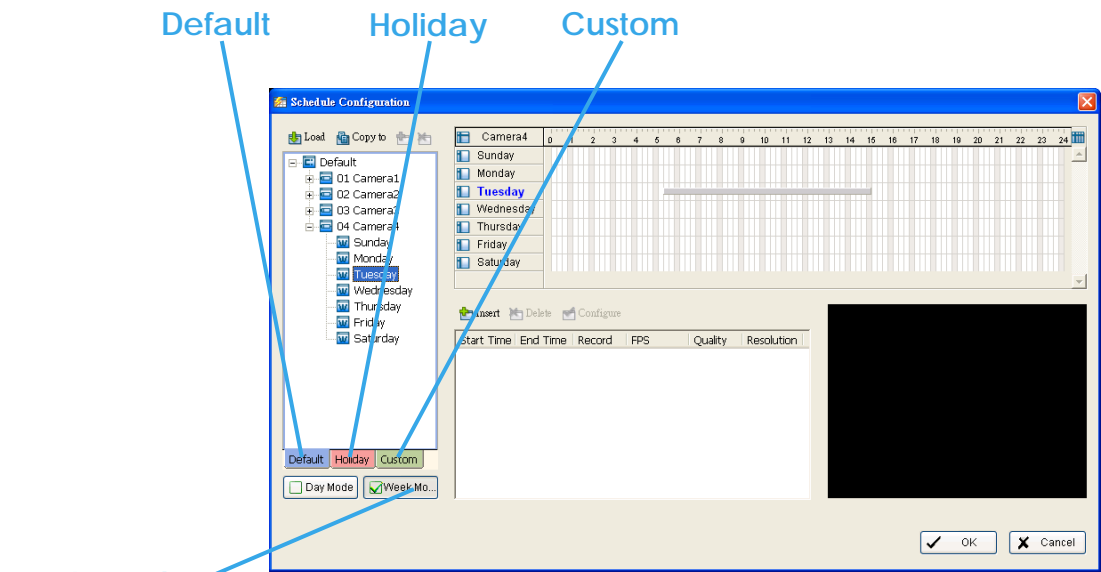 Default Holiday Custom
Schedule Configuration
Load Copy to
Default
01 Camera1
02 Camera2
03 Camera3
04 Camera4
Sunday
Monday
Tuesday
Wednesday
Thursday
Friday
Saturday
Default Holiday Custom
Day Mode Week Mo...
Camera4 0 1 2 3 4 5 6 7 8 9 10 11 12 13 14 15 16 17 18 19 20 21 22 23 24
Sunday
Monday
Tuesday
Wednesday
Thursday
Friday
Saturday
Insert Delete Configure
Start Time End Time Record FPS Quality Resolution
OK Cancel